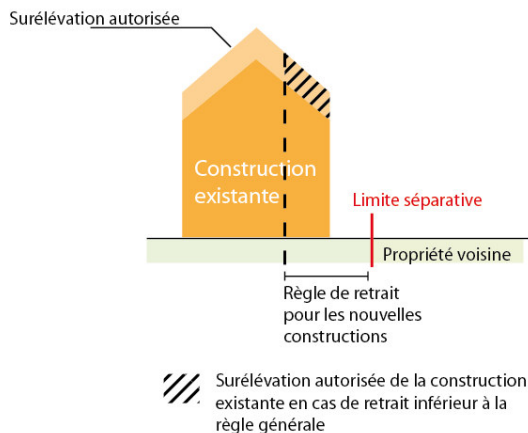 Surélévation autorisée
Construction
existante
Limite séparative
Propriété voisine
Règle de retrait
pour les nouvelles
constructions
Surélévation autorisée de la construction
existante en cas de retrait inférieur à la
règle générale